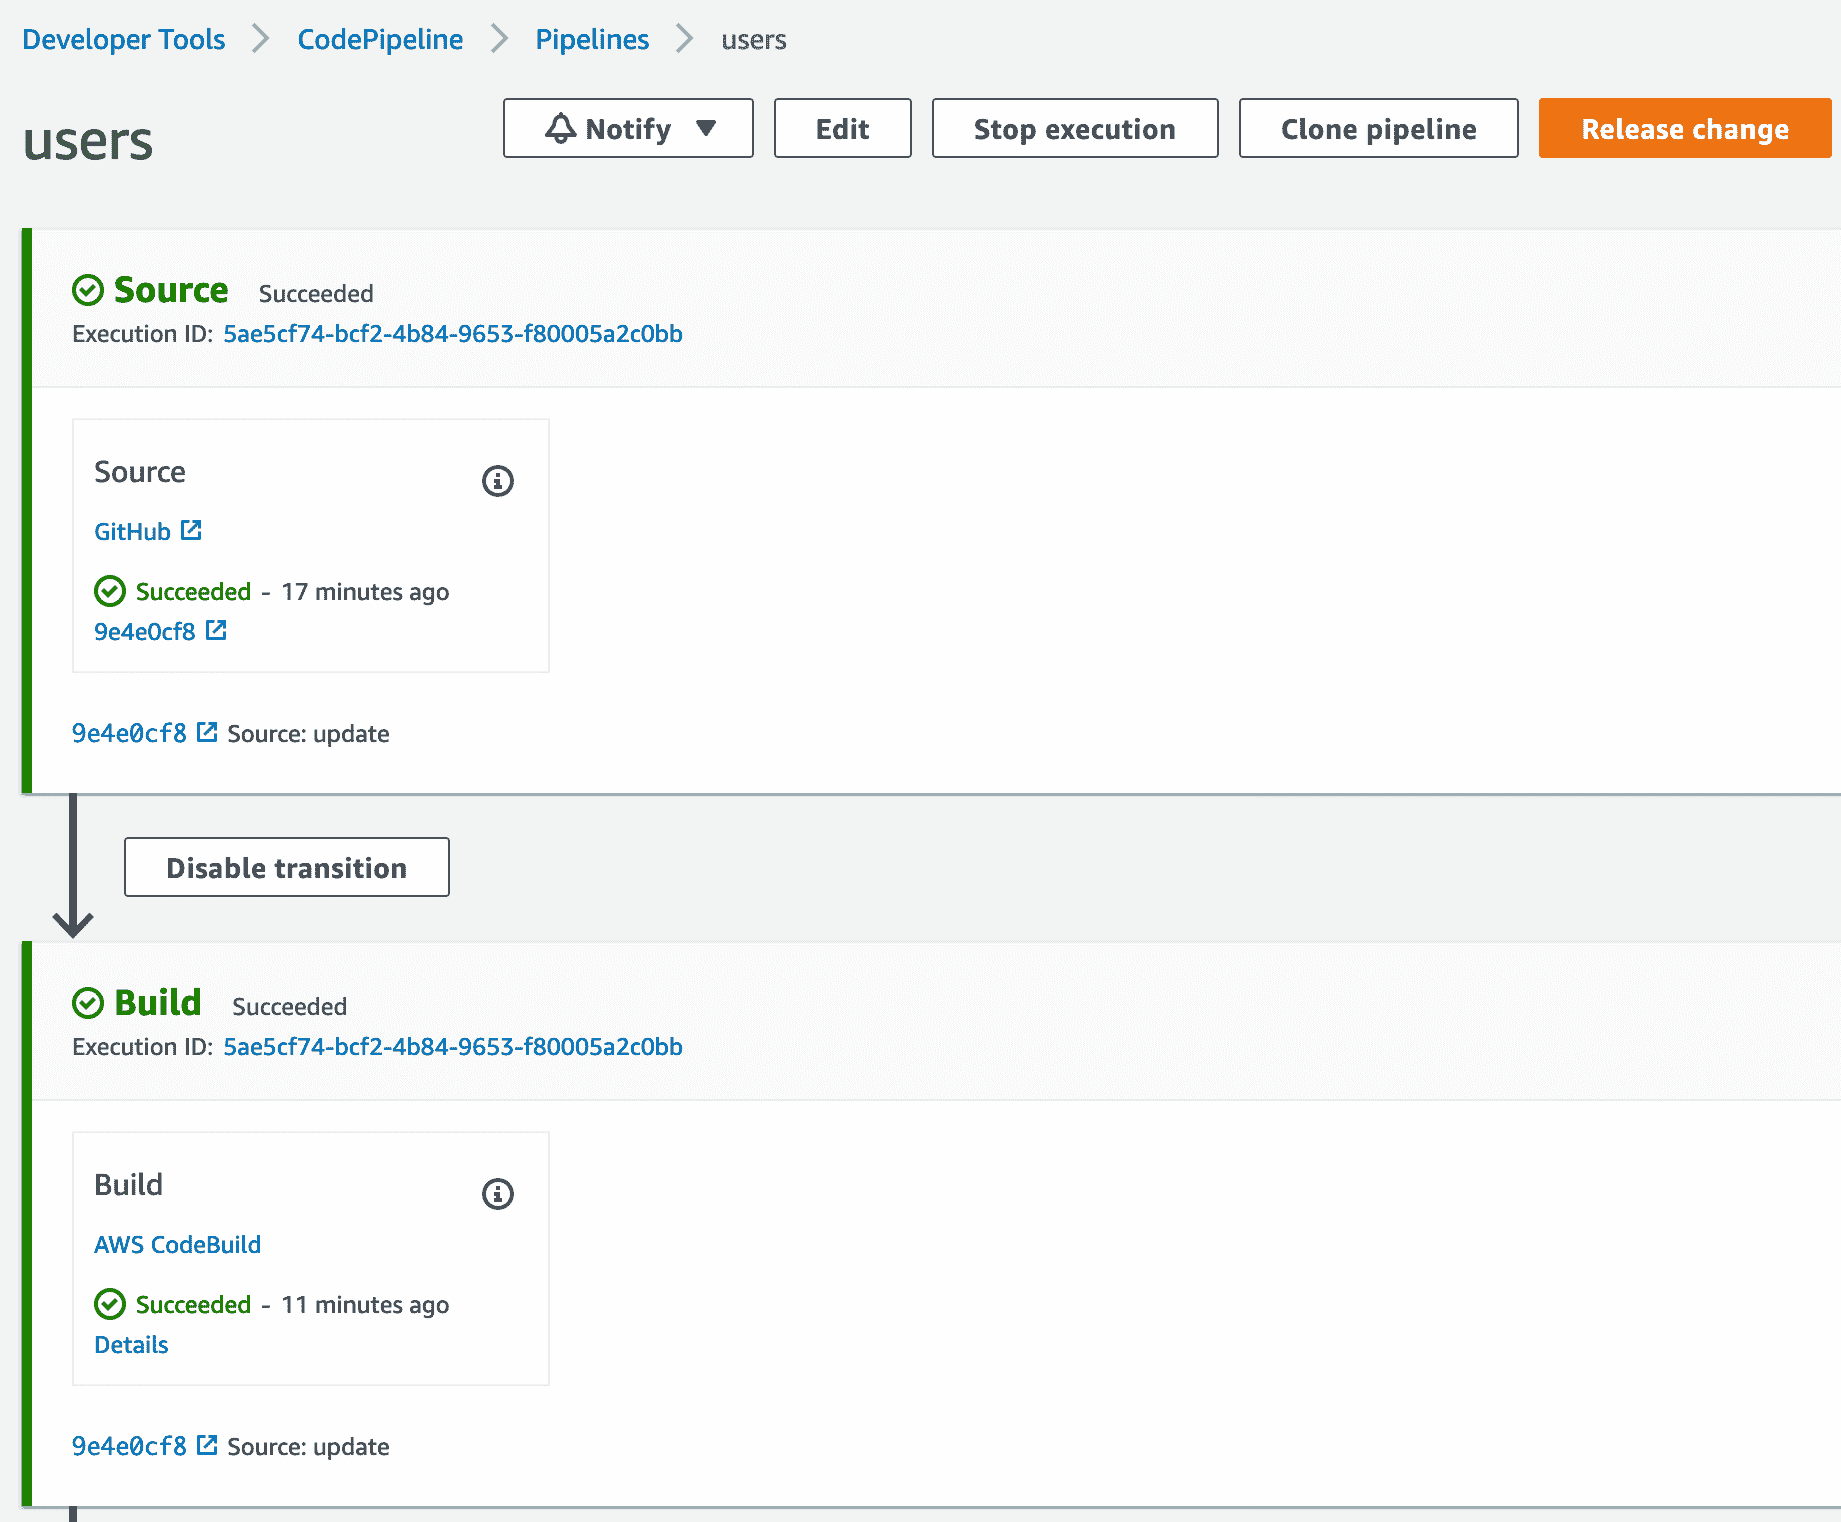 Developer Tools > CodePipeline > Pipelines > users
users
Notify ▼ Edit Stop execution Clone pipeline Release change
Source Succeeded
Execution ID: 5ae5cf74-bcf2-4b84-9653-f80005a2c0bb
Source
GitHub
Succeeded - 17 minutes ago
9e4e0cf8
9e4e0cf8 Source: update
Disable transition
Build Succeeded
Execution ID: 5ae5cf74-bcf2-4b84-9653-f80005a2c0bb
Build
AWS CodeBuild
Succeeded - 11 minutes ago
Details
9e4e0cf8 Source: update